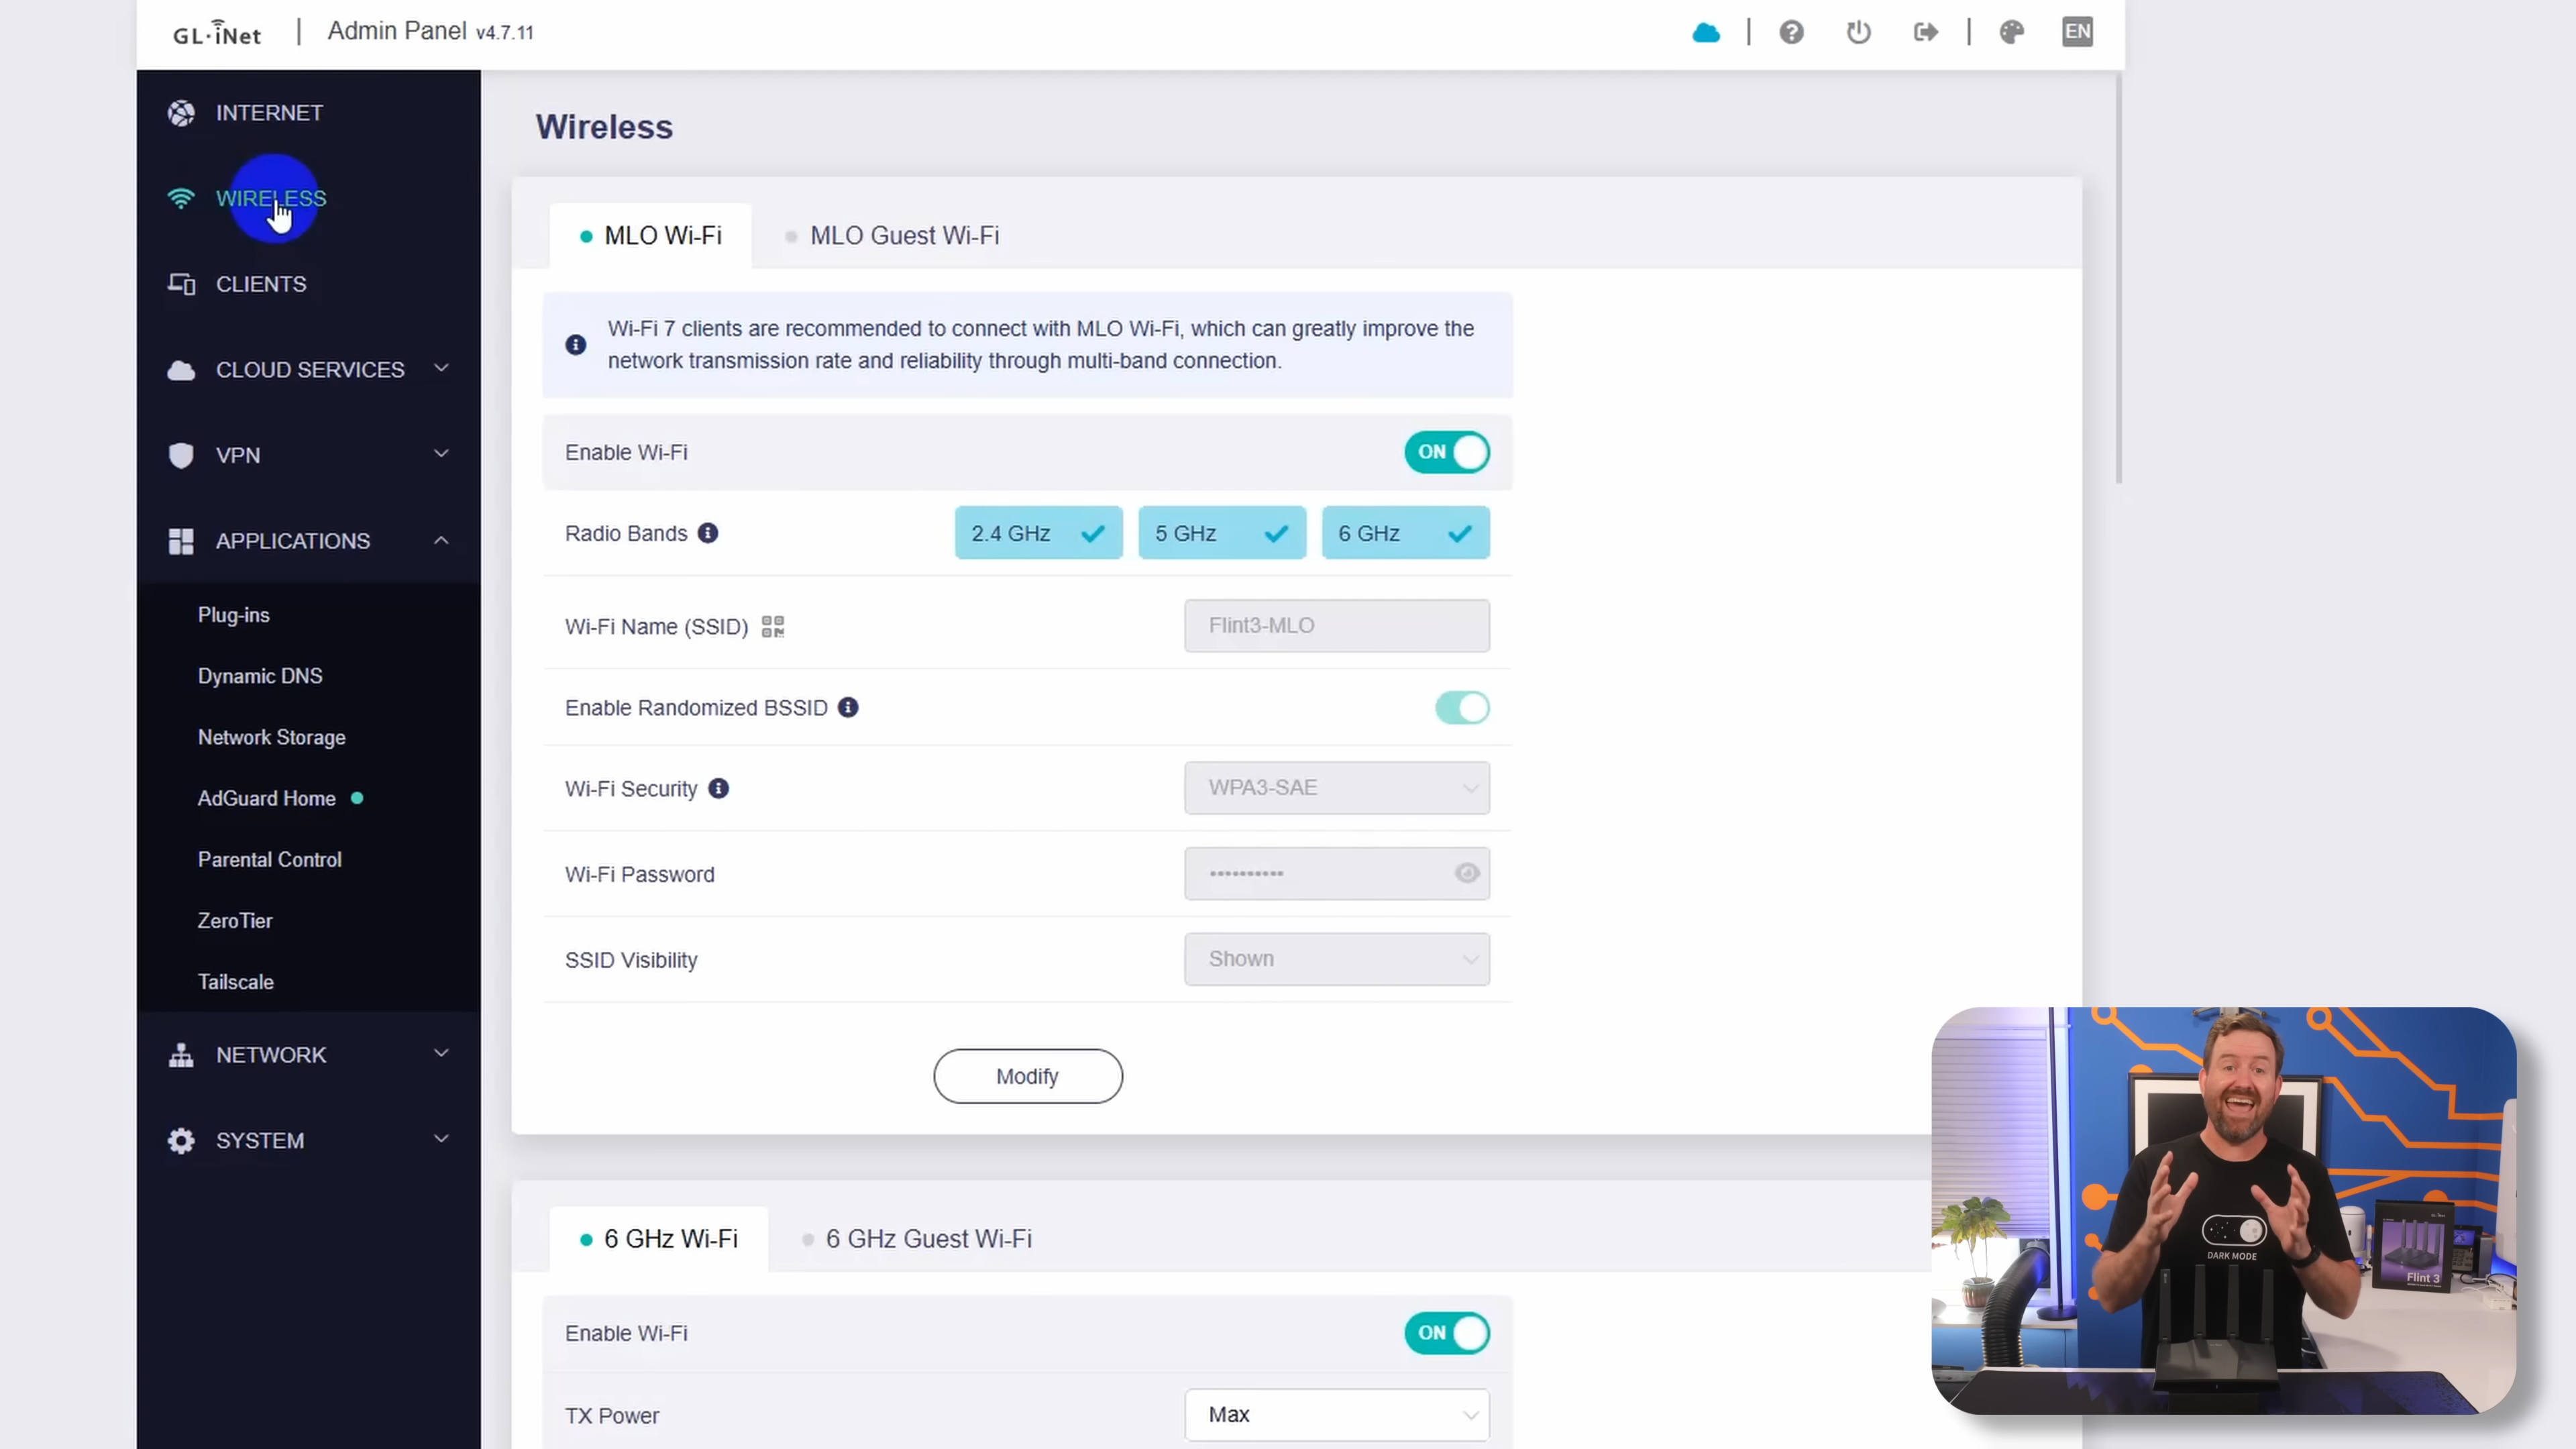 GL·iNet | Admin Panel v4.7.11
EN
INTERNET
WIRELESS
CLIENTS
CLOUD SERVICES
VPN
APPLICATIONS
Plug-ins
Dynamic DNS
Network Storage
AdGuard Home
Parental Control
ZeroTier
Tailscale
NETWORK
SYSTEM
Wireless
MLO Wi-Fi
MLO Guest Wi-Fi
Wi-Fi 7 clients are recommended to connect with MLO Wi-Fi, which can greatly improve the
network transmission rate and reliability through multi-band connection.
Enable Wi-Fi ON
Radio Bands 2.4 GHz 5 GHz 6 GHz
Wi-Fi Name (SSID) Flint3-MLO
Enable Randomized BSSID
Wi-Fi Security WPA3-SAE
Wi-Fi Password ••••••••••
SSID Visibility Shown
Modify
6 GHz Wi-Fi
6 GHz Guest Wi-Fi
Enable Wi-Fi ON
TX Power Max
DARK MODE
Flint 3